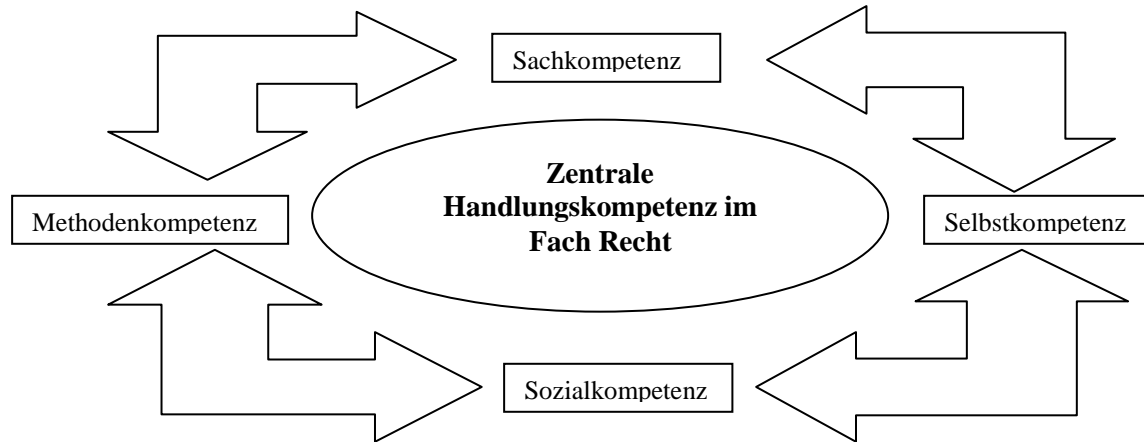 Sachkompetenz
Zentrale
Handlungskompetenz im
Fach Recht
Methodenkompetenz
Selbstkompetenz
Sozialkompetenz